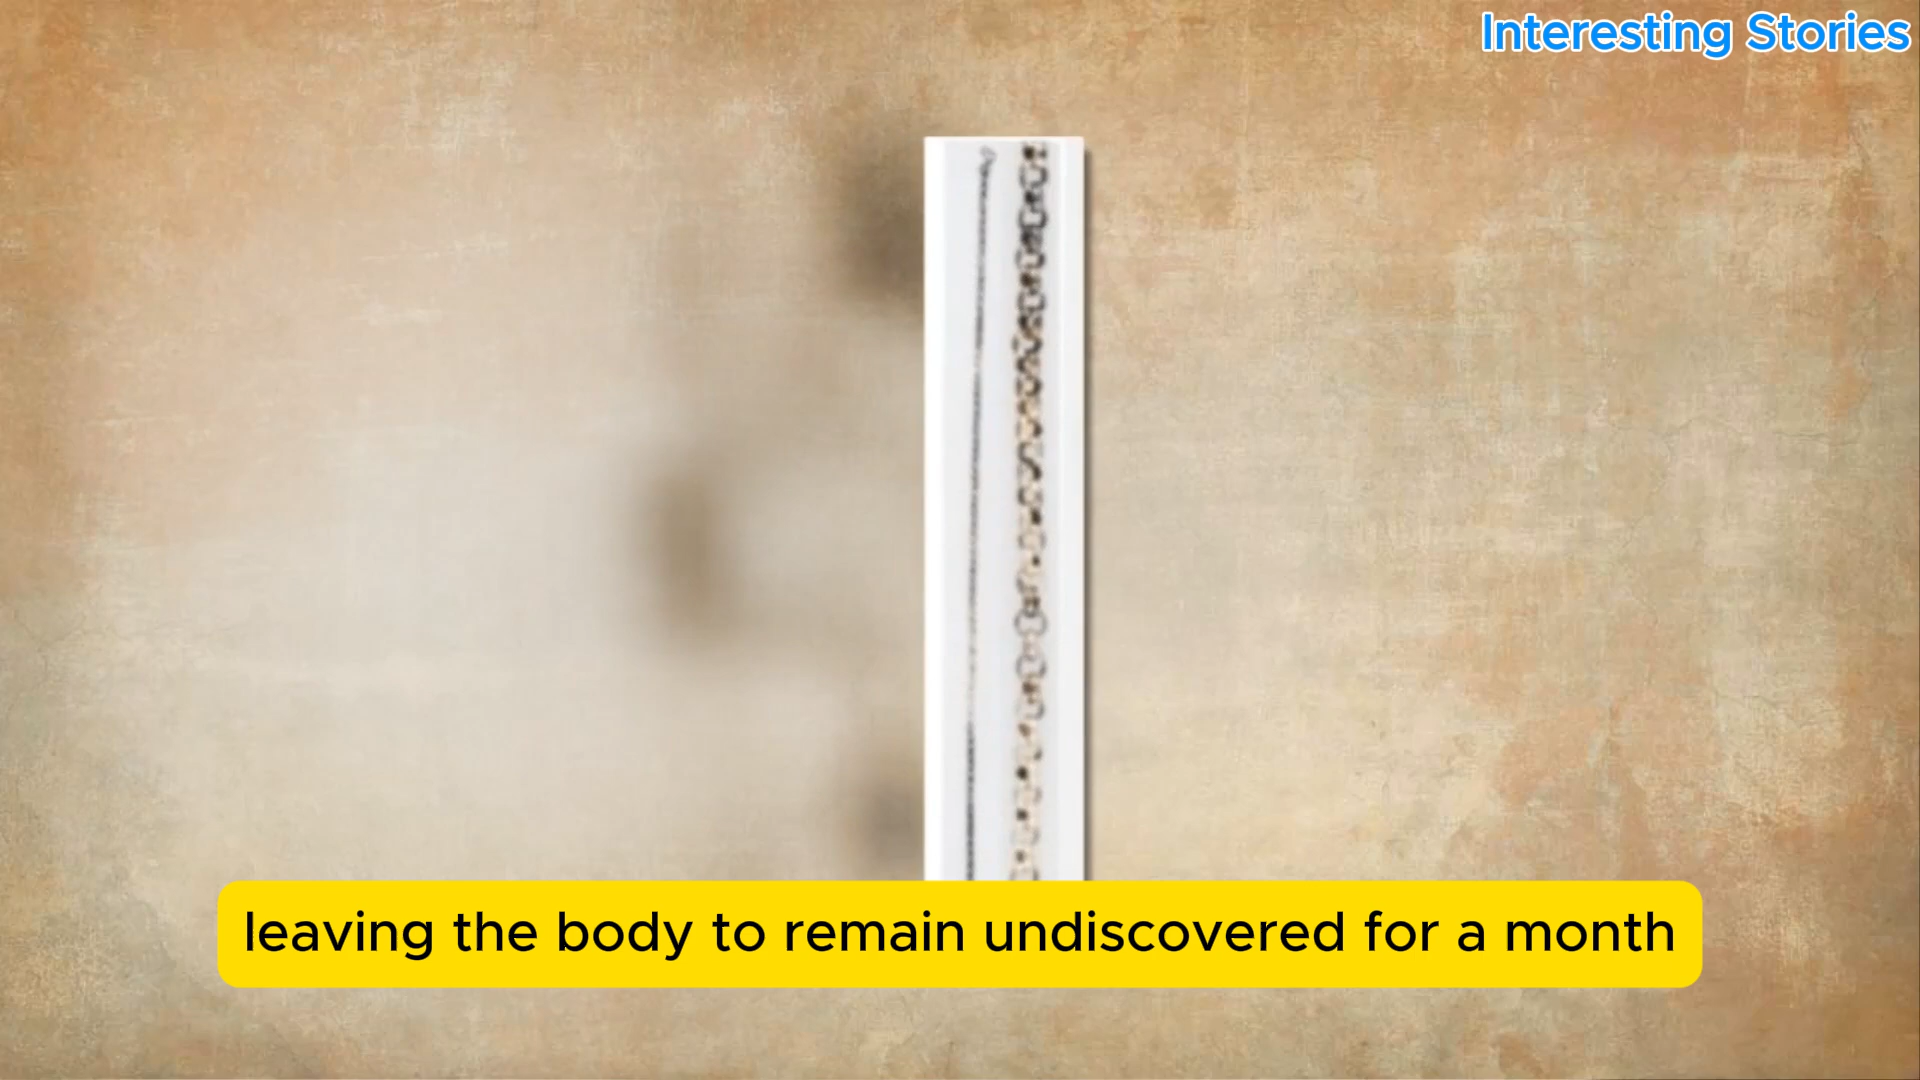 Interesting Stories
leaving the body to remain undiscovered for a month